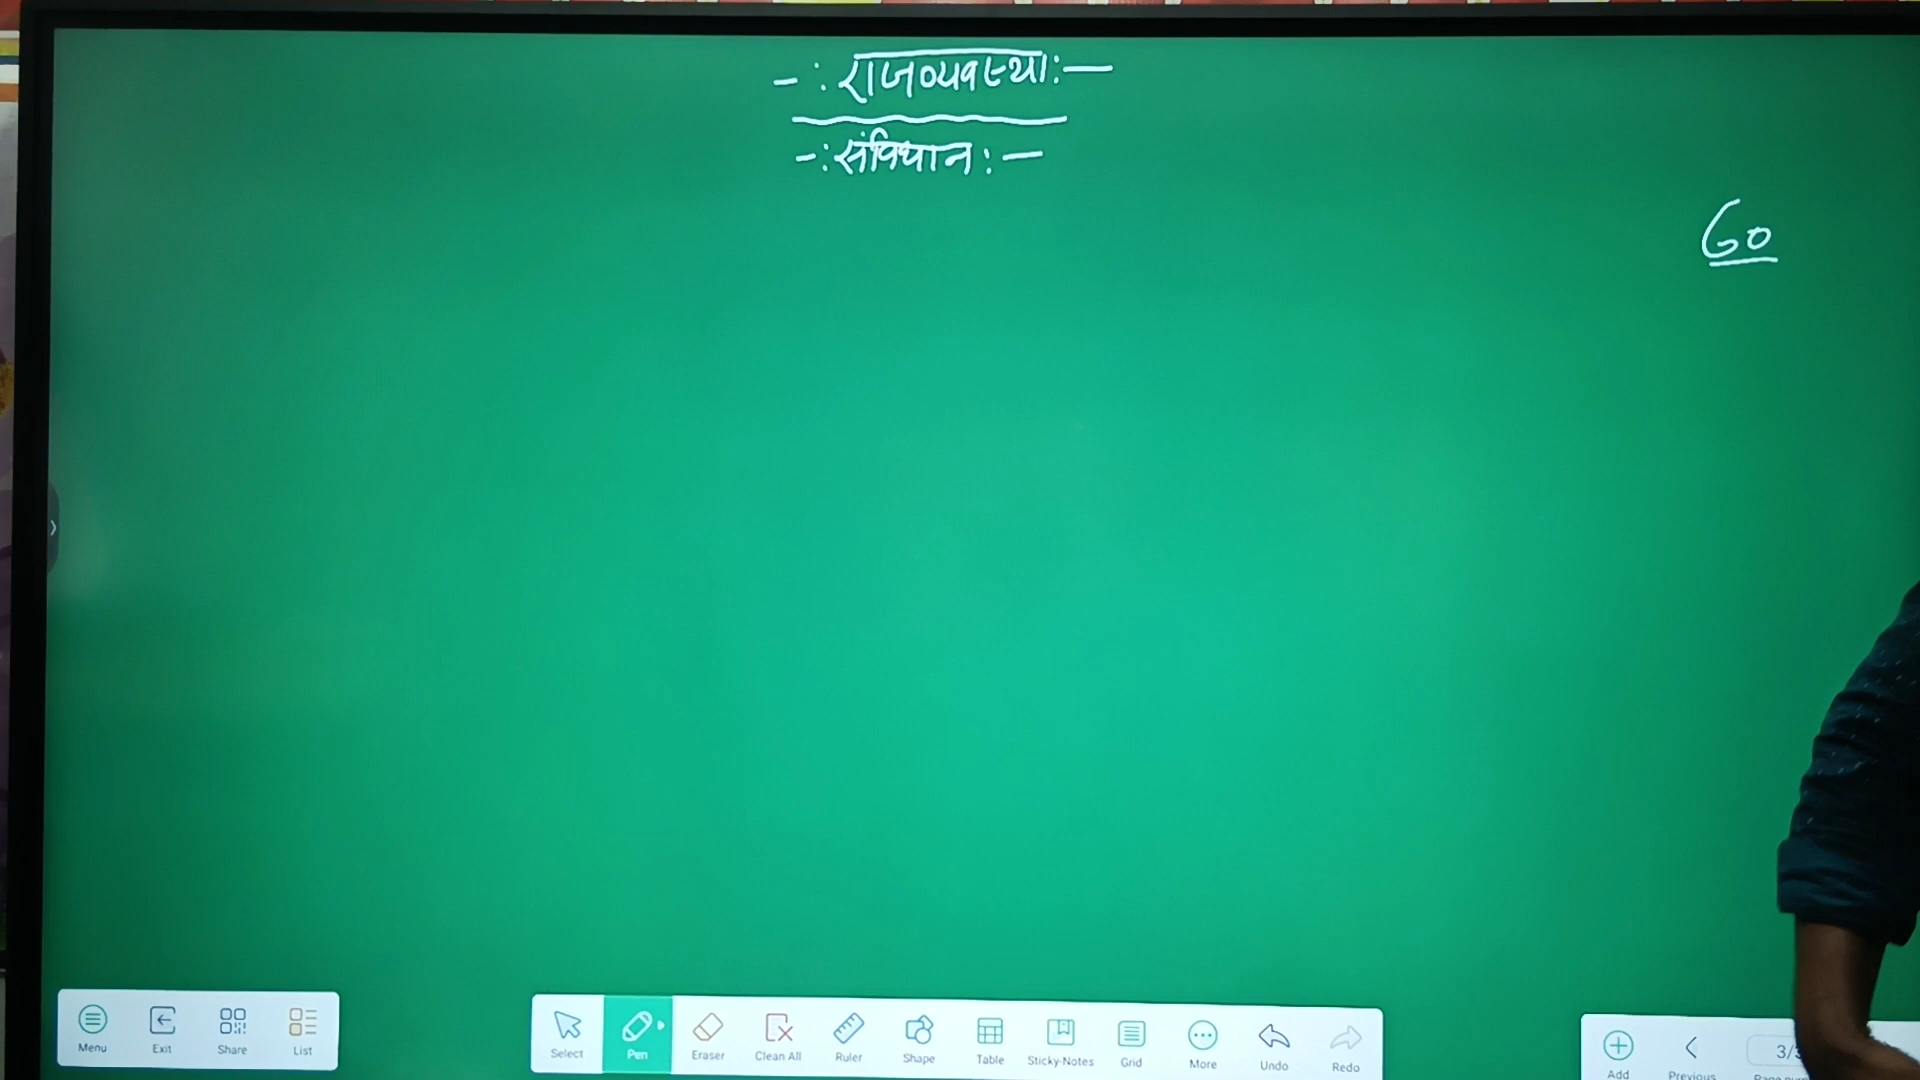 -: राजव्यवस्था :-
-: संविधान :-
60
Menu Exit Share List
Select Pen Eraser Clean All Ruler Shape Table Sticky-Notes Grid More Undo Redo
Add Previous 3/